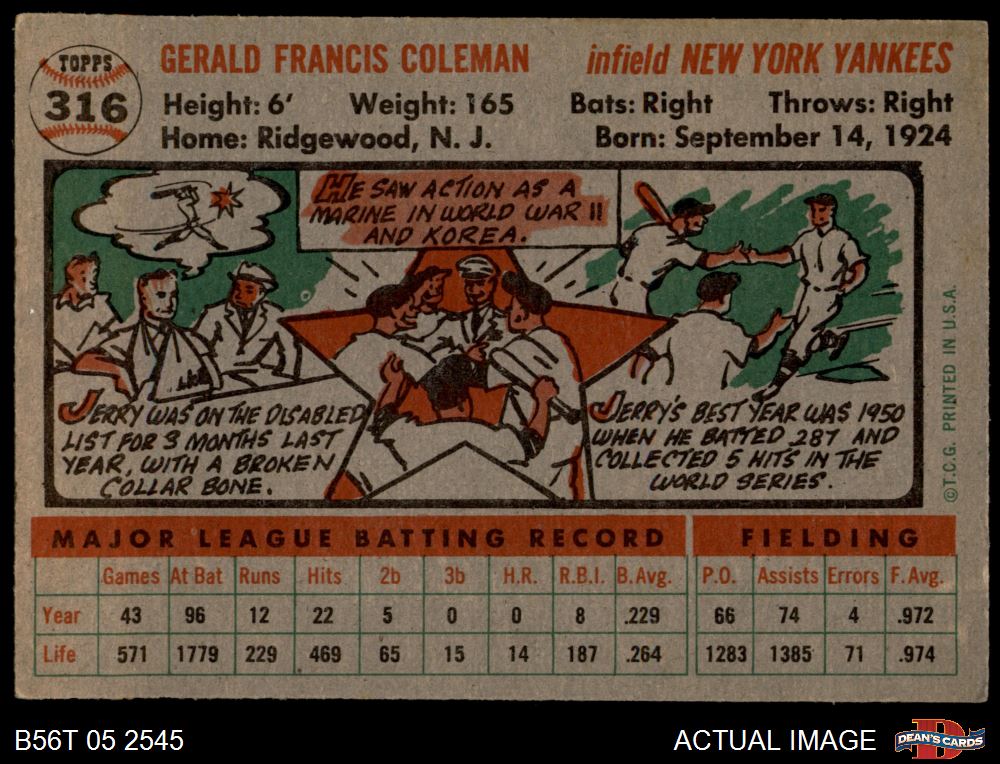 TOPPS
316
GERALD FRANCIS COLEMAN infield NEW YORK YANKEES
Height: 6' Weight: 165 Bats: Right Throws: Right
Home: Ridgewood, N. J. Born: September 14, 1924
HE SAW ACTION AS A
MARINE IN WORLD WAR II
AND KOREA.
JERRY WAS ON THE DISABLED
LIST FOR 3 MONTHS LAST
YEAR, WITH A BROKEN
COLLAR BONE.
JERRY'S BEST YEAR WAS 1950
WHEN HE BATTED .287 AND
COLLECTED 5 HITS IN THE
WORLD SERIES.
©T.C.G. PRINTED IN U.S.A.
MAJOR LEAGUE BATTING RECORD FIELDING
Games At Bat Runs Hits 2b 3b H.R. R.B.I. B.Avg. P.O. Assists Errors F.Avg.
Year 43 96 12 22 5 0 0 8 .229 66 74 4 .972
Life 571 1779 229 469 65 15 14 187 .264 1283 1385 71 .974
B56T 05 2545 ACTUAL IMAGE DEAN'S CARDS